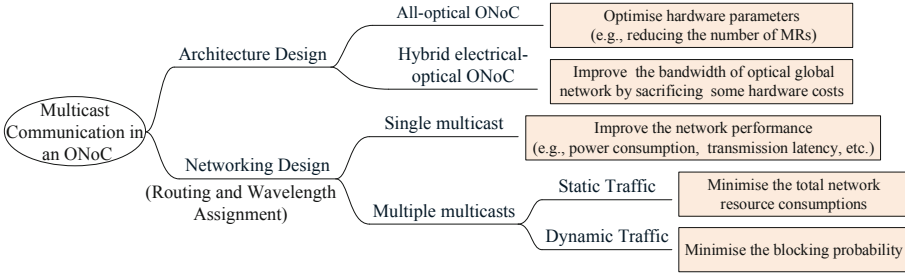 Multicast
Communication in
an ONoC
Architecture Design
All-optical ONoC
Optimise hardware parameters
(e.g., reducing the number of MRs)
Hybrid electrical-
optical ONoC
Improve the bandwidth of optical global
network by sacrificing some hardware costs
Networking Design
(Routing and Wavelength
Assignment)
Single multicast
Improve the network performance
(e.g., power consumption, transmission latency, etc.)
Multiple multicasts
Static Traffic
Minimise the total network
resource consumptions
Dynamic Traffic
Minimise the blocking probability